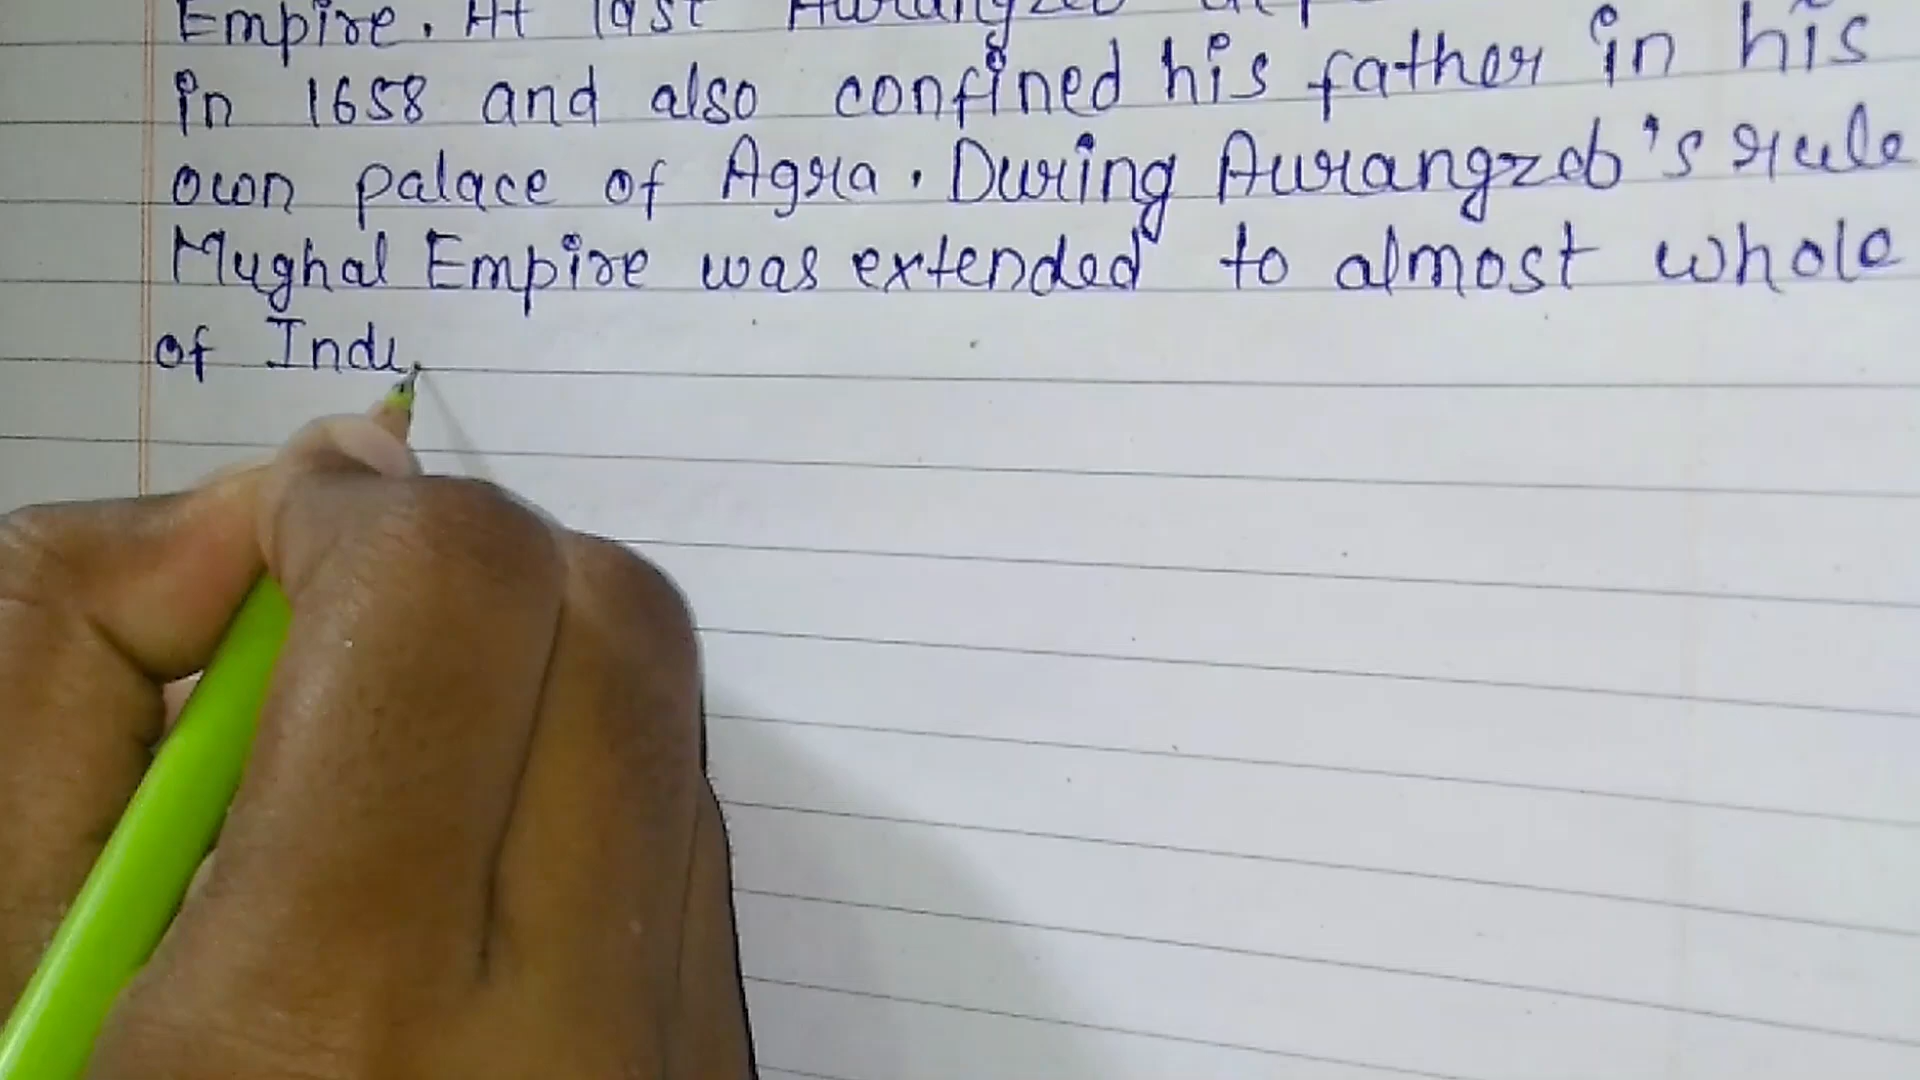 Empire. At last Aurangzeb
in 1658 and also confined his father in his
own palace of Agra. During Aurangzeb's rule
Mughal Empire was extended to almost whole
of Indi